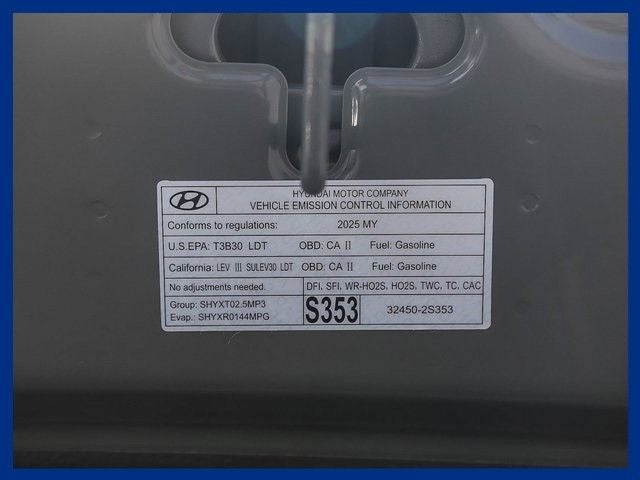 HYUNDAI MOTOR COMPANY
VEHICLE EMISSION CONTROL INFORMATION
Conforms to regulations: 2025 MY
U.S.EPA: T3B30 LDT OBD: CA II Fuel: Gasoline
California: LEV III SULEV30 LDT OBD: CA II Fuel: Gasoline
No adjustments needed. DFI, SFI, WR-HO2S, HO2S, TWC, TC, CAC
Group: SHYXT02.5MP3
Evap.: SHYXR0144MPG
S353
32450-2S353